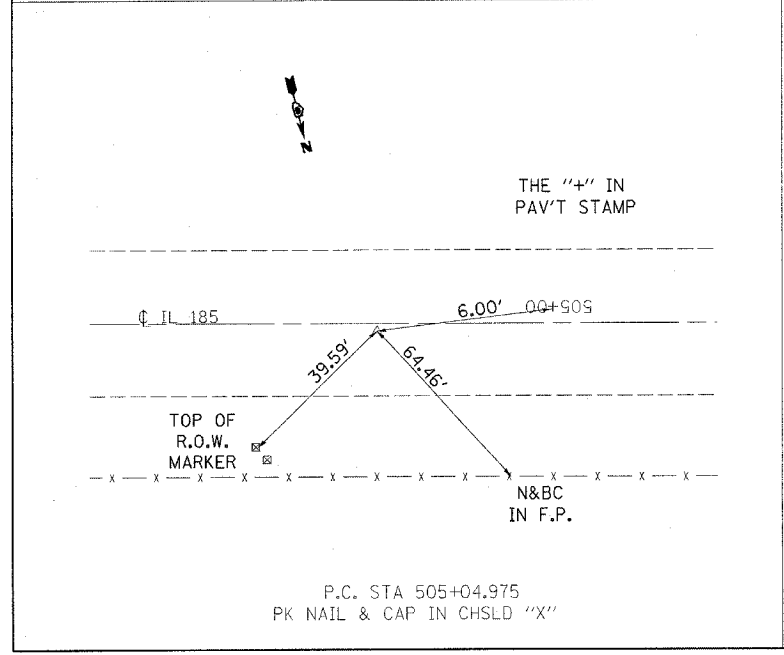 N
THE "+" IN
PAV'T STAMP
6.00' 505+00
℄ IL 185
39.59'
64.46'
TOP OF
R.O.W.
MARKER
X X X X X X X X X X X X X X
N&BC
IN F.P.
P.C. STA 505+04.975
PK NAIL & CAP IN CHSLD "X"